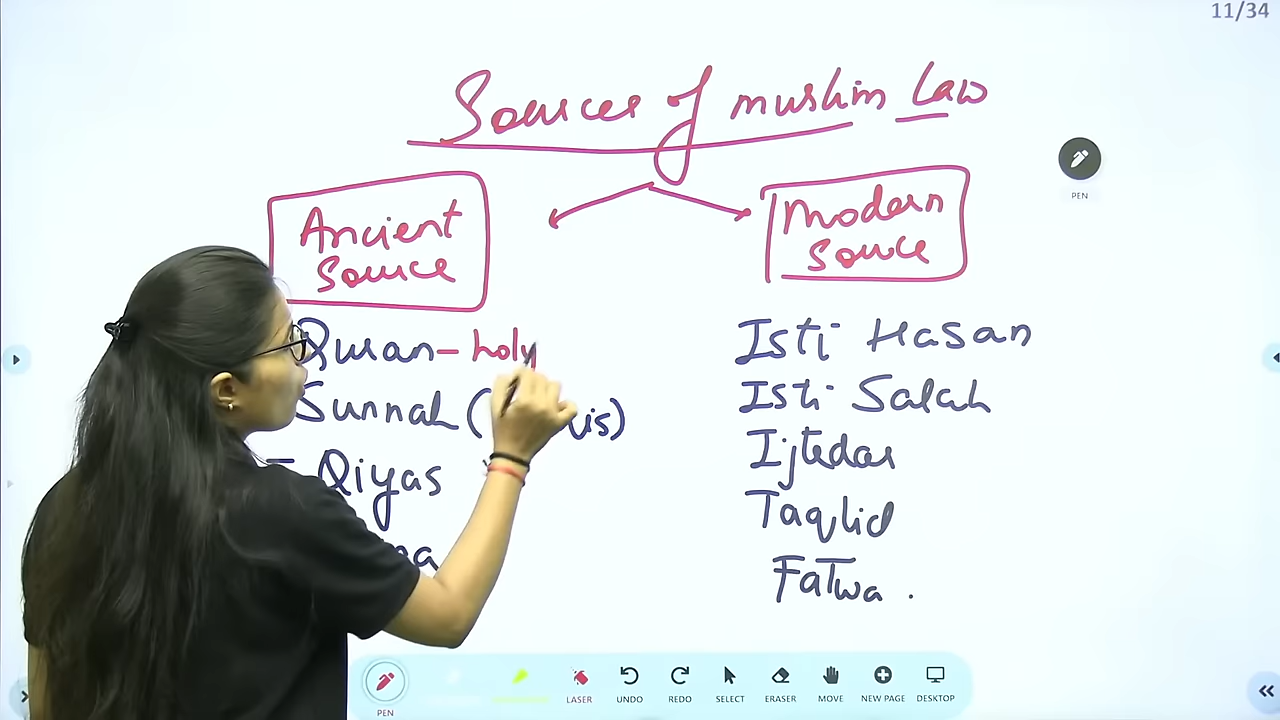 11/34
Sources of muslim Law
Ancient
Source
Modern
Source
PEN
Quran - holy
Sunnah (
Qiyas
Isti Hasan
Isti Salah
Ijtedas
Taqlid
Fatwa.
PEN
LASER
UNDO
REDO
SELECT
ERASER
MOVE
NEW PAGE
DESKTOP